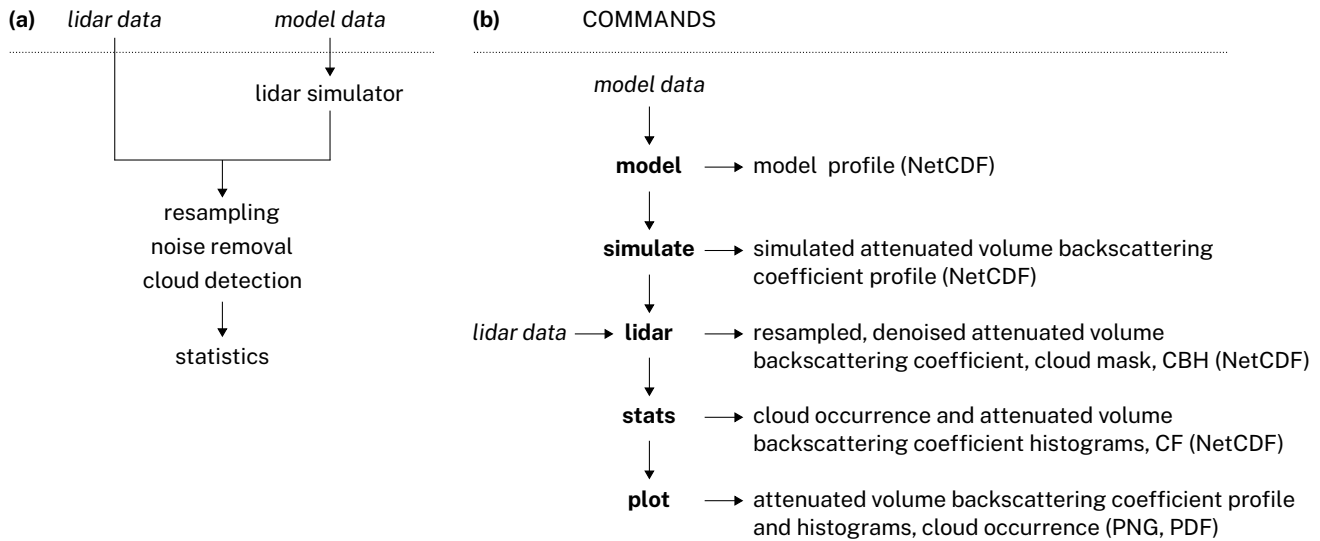 (a) lidar data model data
lidar simulator
resampling
noise removal
cloud detection
statistics
(b) COMMANDS
model data
model model profile (NetCDF)
simulate simulated attenuated volume backscattering
coefficient profile (NetCDF)
lidar data lidar resampled, denoised attenuated volume
backscattering coefficient, cloud mask, CBH (NetCDF)
stats cloud occurrence and attenuated volume
backscattering coefficient histograms, CF (NetCDF)
plot attenuated volume backscattering coefficient profile
and histograms, cloud occurrence (PNG, PDF)